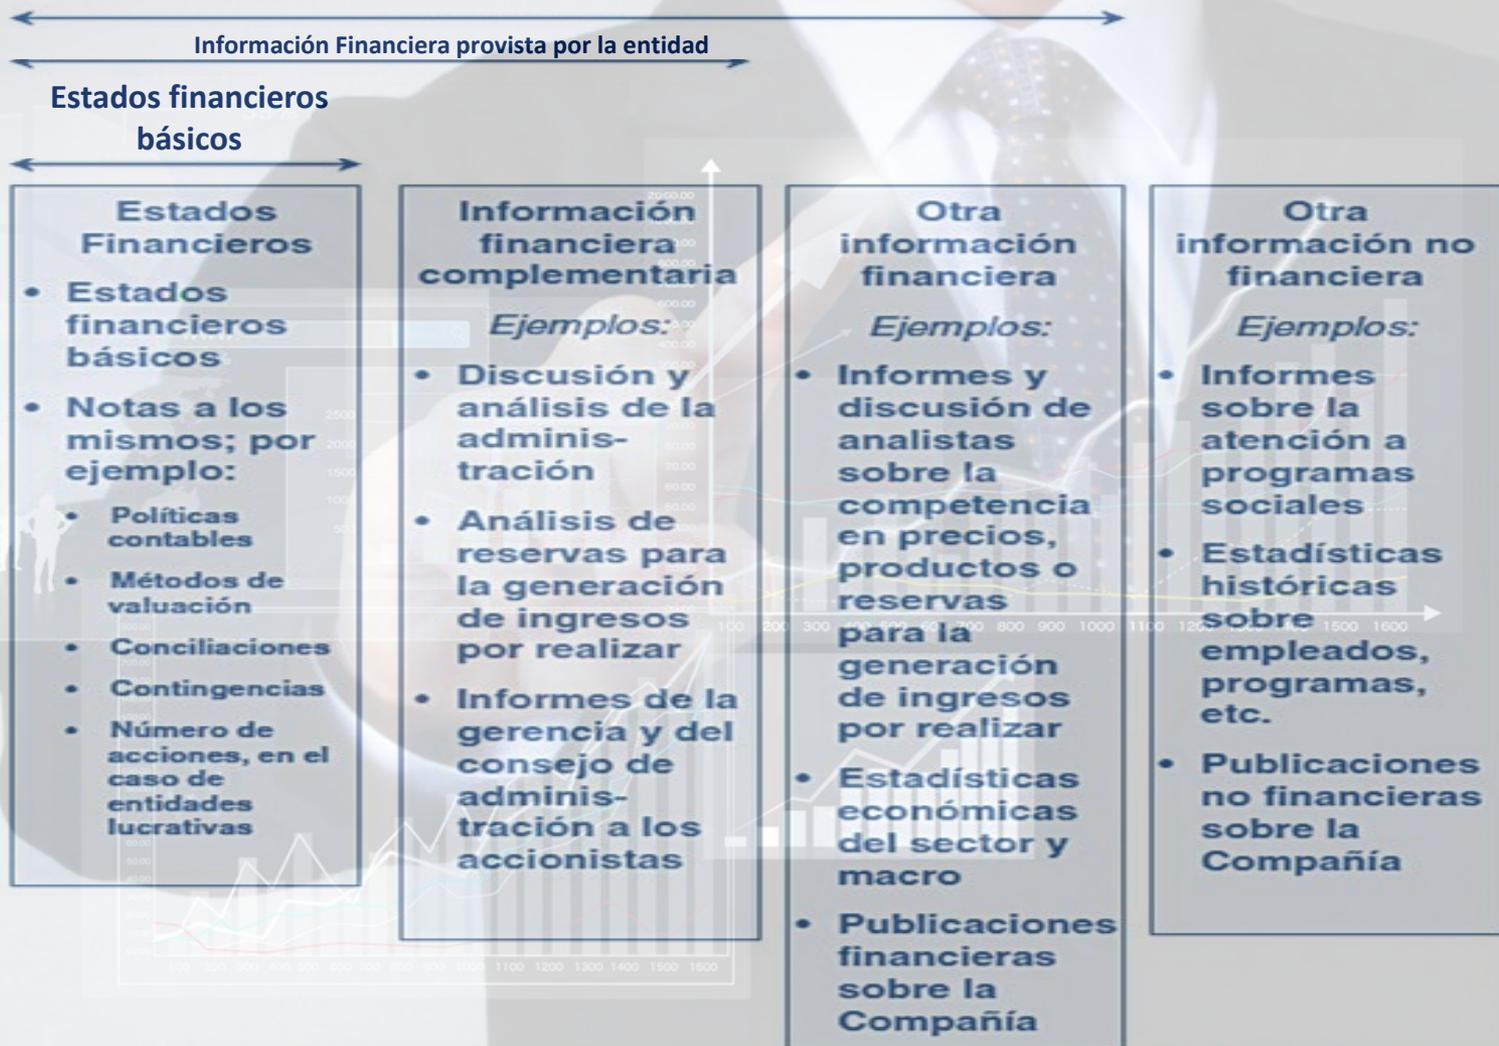 Información Financiera provista por la entidad
Estados financieros
básicos
Estados
Financieros
• Estados
financieros
básicos
• Notas a los
mismos; por
ejemplo:
• Políticas
contables
• Métodos de
valuación
• Conciliaciones
• Contingencias
• Número de
acciones, en el
caso de
entidades
lucrativas
Información
financiera
complementaria
Ejemplos:
• Discusión y
análisis de la
adminis-
tración
• Análisis de
reservas para
la generación
de ingresos
por realizar
• Informes de la
gerencia y del
consejo de
adminis-
tración a los
accionistas
Otra
información
financiera
Ejemplos:
• Informes y
discusión de
analistas
sobre la
competencia
en precios,
productos o
reservas
para la
generación
de ingresos
por realizar
• Estadísticas
económicas
del sector y
macro
• Publicaciones
financieras
sobre la
Compañía
Otra
información no
financiera
Ejemplos:
• Informes
sobre la
atención a
programas
sociales
• Estadísticas
históricas
sobre
empleados,
programas,
etc.
• Publicaciones
no financieras
sobre la
Compañía